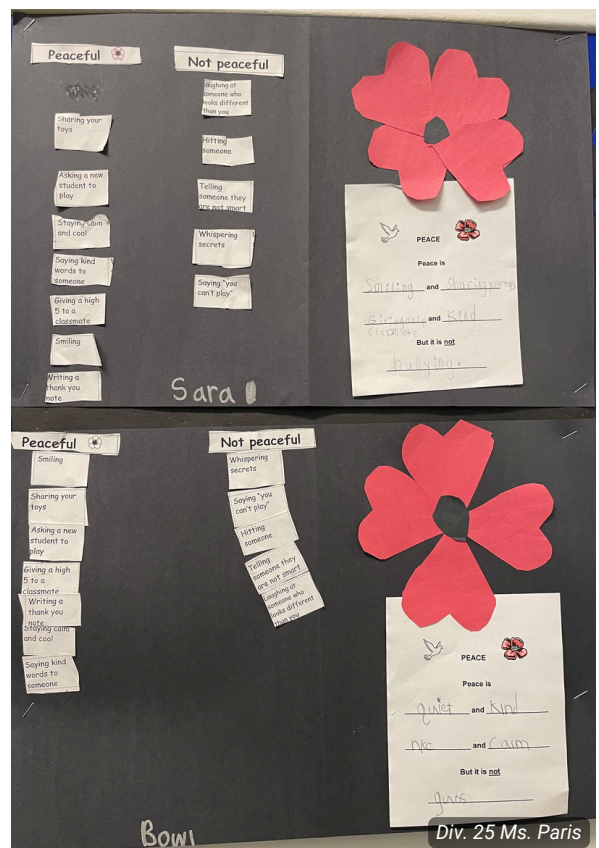 Peaceful
Sharing your
toys
Asking a new
student to
play
Staying calm
and cool
Saying kind
words to
someone
Giving a high
5 to a
classmate
Smiling
Writing a
thank you
note
Not peaceful
Laughing at
someone who
looks different
than you
Hitting
someone
Telling
someone they
are not smart
Whispering
secrets
Saying "you
can't play"
Sara
PEACE
Peace is
Smiling and Sharing
and Kind
Classmate
But it is not
bullying.
Peaceful
Smiling
Sharing your
toys
Asking a new
student to
play
Giving a high
5 to a
classmate
Writing a
thank you
note
Staying calm
and cool
Saying kind
words to
someone
Not peaceful
Whispering
secrets
Saying "you
can't play"
Hitting
someone
Telling
someone they
are not smart
Laughing at
someone who
looks different
than you
Bowi
PEACE
Peace is
quiet and Kind
and Calm
But it is not
guns
Div. 25 Ms. Paris